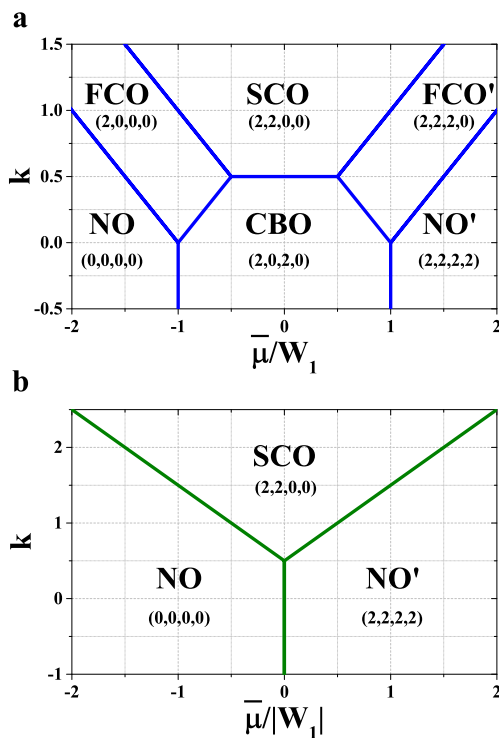 a
1.5
FCO SCO FCO'
(2,0,0,0) (2,2,0,0) (2,2,2,0)
1.0
k
0.5
NO CBO NO'
0.0
(0,0,0,0) (2,0,2,0) (2,2,2,2)
-0.5
-2 -1 0 1 2
μ̅/W₁
b
2
SCO
(2,2,0,0)
k
1
NO NO'
0
(0,0,0,0) (2,2,2,2)
-1
-2 -1 0 1 2
μ̅/|W₁|